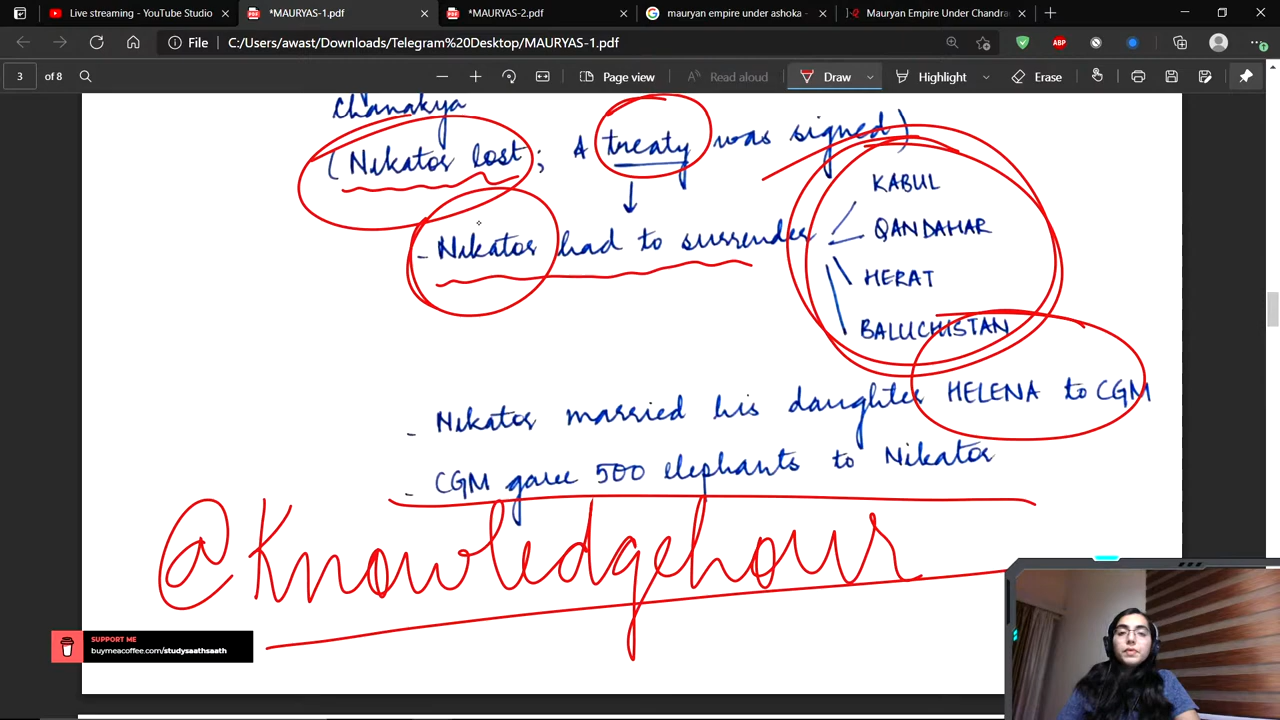 Live streaming - YouTube Studio
*MAURYAS-1.pdf
*MAURYAS-2.pdf
mauryan empire under ashoka -
Mauryan Empire Under Chandra
File
C:/Users/awast/Downloads/Telegram%20Desktop/MAURYAS-1.pdf
3 of 8
Page view
Read aloud
Draw
Highlight
Erase
Chanakya
(Nikator lost; A treaty was signed)
- Nikator had to surrender
KABUL
QANDAHAR
HERAT
BALUCHISTAN
- Nikator married his daughter HELENA to CGM
- CGM gave 500 elephants to Nikator
@Knowledgehour
SUPPORT ME
buymeacoffee.com/studysaathsaath